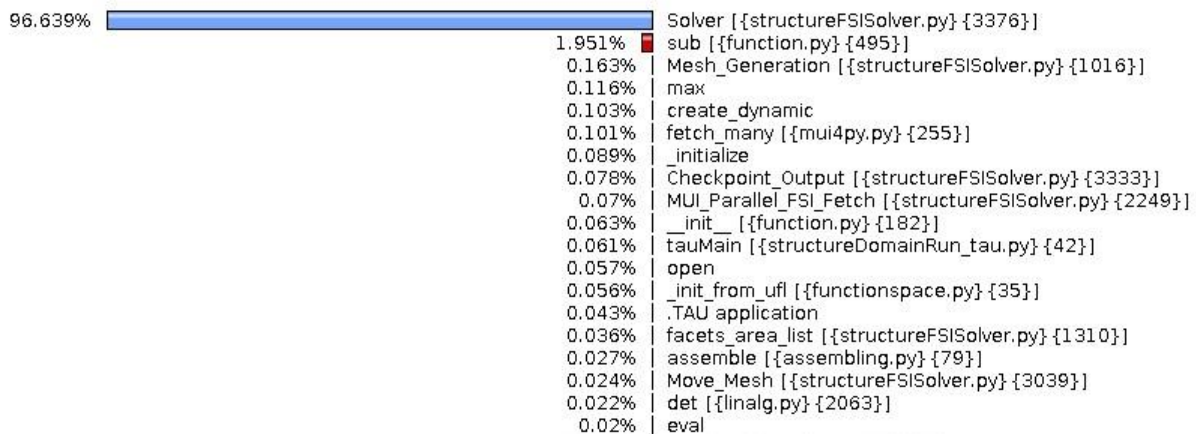 96.639% Solver [{structureFSISolver.py} {3376}]
1.951% sub [{function.py} {495}]
0.163% Mesh_Generation [{structureFSISolver.py} {1016}]
0.116% max
0.103% create_dynamic
0.101% fetch_many [{mui4py.py} {255}]
0.089% _initialize
0.078% Checkpoint_Output [{structureFSISolver.py} {3333}]
0.07% MUI_Parallel_FSI_Fetch [{structureFSISolver.py} {2249}]
0.063% __init__ [{function.py} {182}]
0.061% tauMain [{structureDomainRun_tau.py} {42}]
0.057% open
0.056% _init_from_ufl [{functionspace.py} {35}]
0.043% .TAU application
0.036% facets_area_list [{structureFSISolver.py} {1310}]
0.027% assemble [{assembling.py} {79}]
0.024% Move_Mesh [{structureFSISolver.py} {3039}]
0.022% det [{linalg.py} {2063}]
0.02% eval